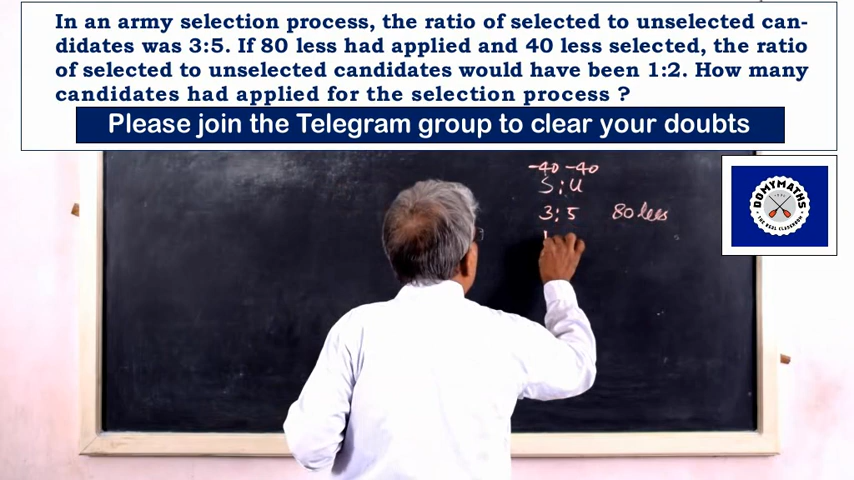 In an army selection process, the ratio of selected to unselected can-
didates was 3:5. If 80 less had applied and 40 less selected, the ratio
of selected to unselected candidates would have been 1:2. How many
candidates had applied for the selection process ?
Please join the Telegram group to clear your doubts
-40 -40
S : U
3 : 5 80 less
DOMYMATHS
THE REAL CLASSROOM